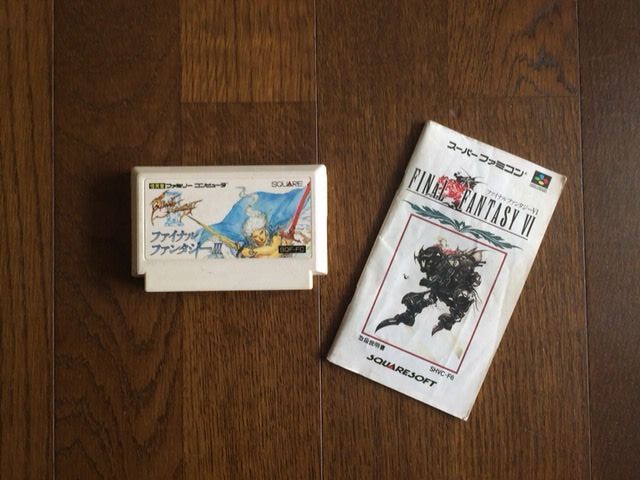 ファミリー コンピュータ
SQUARE
FINAL FANTASY
III
ファイナル
ファンタジーIII
SQF-FC
スーパーファミコン
ファイナルファンタジーVI
FINAL FANTASY VI
取扱説明書
SHVC-F6
SQUARESOFT